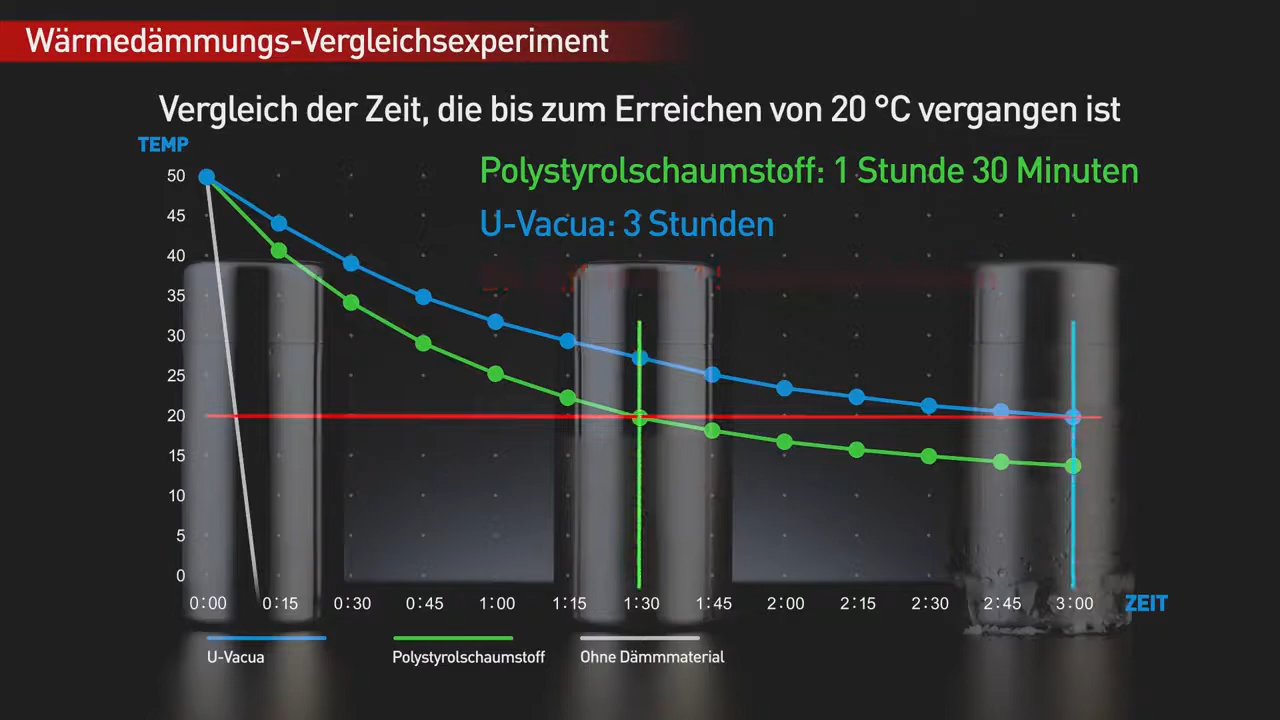 Wärmedämmungs-Vergleichsexperiment
Vergleich der Zeit, die bis zum Erreichen von 20 °C vergangen ist
TEMP
Polystyrolschaumstoff: 1 Stunde 30 Minuten
U-Vacua: 3 Stunden
50
45
40
35
30
25
20
15
10
5
0
0:00 0:15 0:30 0:45 1:00 1:15 1:30 1:45 2:00 2:15 2:30 2:45 3:00 ZEIT
U-Vacua Polystyrolschaumstoff Ohne Dämmmaterial